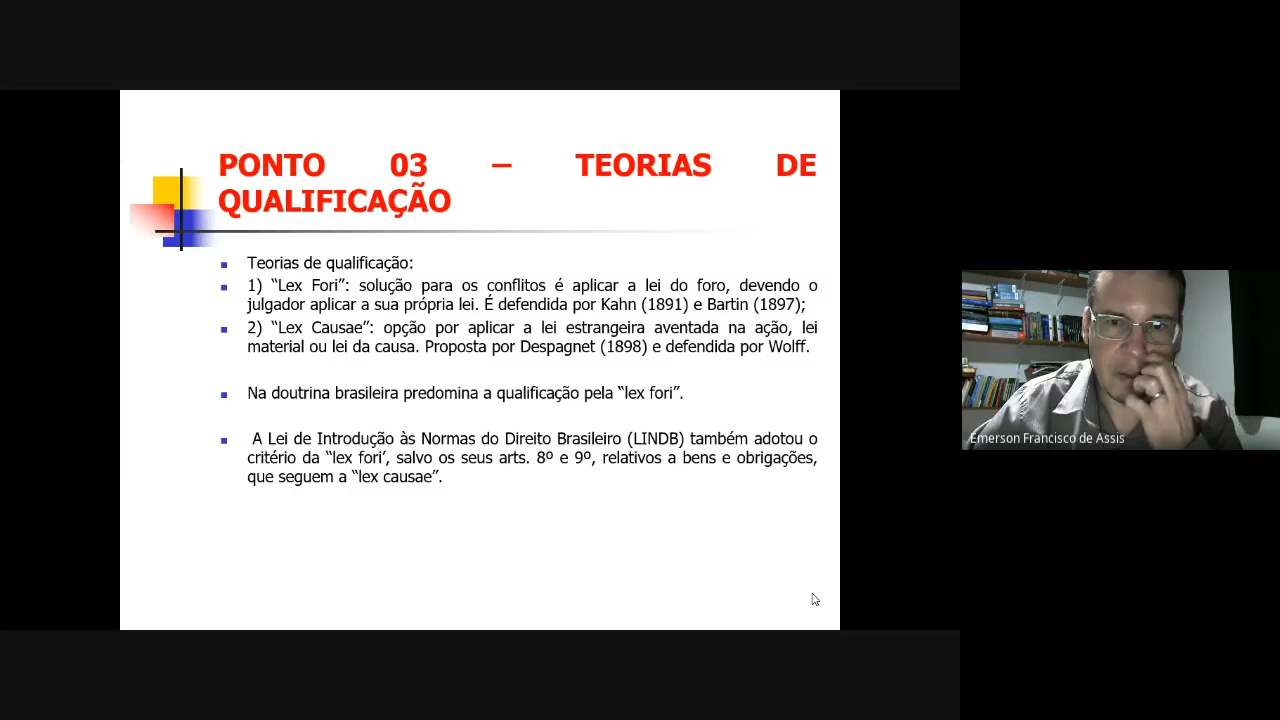 PONTO 03 – TEORIAS DE
QUALIFICAÇÃO
Teorias de qualificação:
1) “Lex Fori”: solução para os conflitos é aplicar a lei do foro, devendo o
julgador aplicar a sua própria lei. É defendida por Kahn (1891) e Bartin (1897);
2) “Lex Causae”: opção por aplicar a lei estrangeira aventada na ação, lei
material ou lei da causa. Proposta por Despagnet (1898) e defendida por Wolff.
Na doutrina brasileira predomina a qualificação pela “lex fori”.
A Lei de Introdução às Normas do Direito Brasileiro (LINDB) também adotou o
critério da “lex fori’, salvo os seus arts. 8º e 9º, relativos a bens e obrigações,
que seguem a “lex causae”.
Emerson Francisco de Assis